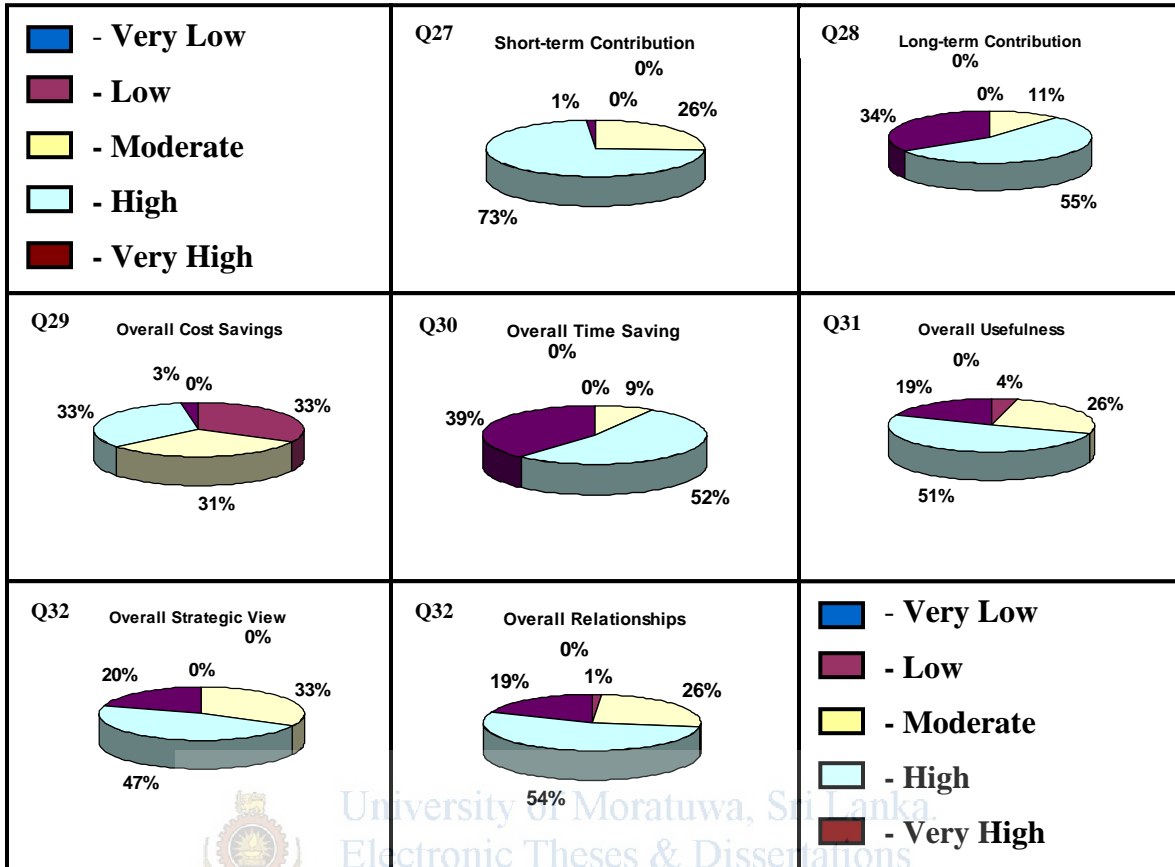 - Very Low
- Low
- Moderate
- High
- Very High
Q27
Short-term Contribution
0%
1%
0%
26%
73%
Q28
Long-term Contribution
0%
0%
11%
34%
55%
Q29
Overall Cost Savings
3%
0%
33%
33%
31%
Q30
Overall Time Saving
0%
0%
9%
39%
52%
Q31
Overall Usefulness
0%
19%
4%
26%
51%
Q32
Overall Strategic View
0%
20%
0%
33%
47%
Q32
Overall Relationships
0%
19%
1%
26%
54%
- Very Low
- Low
- Moderate
- High
- Very High
University of Moratuwa, Sri Lanka.
Electronic Theses & Dissertations